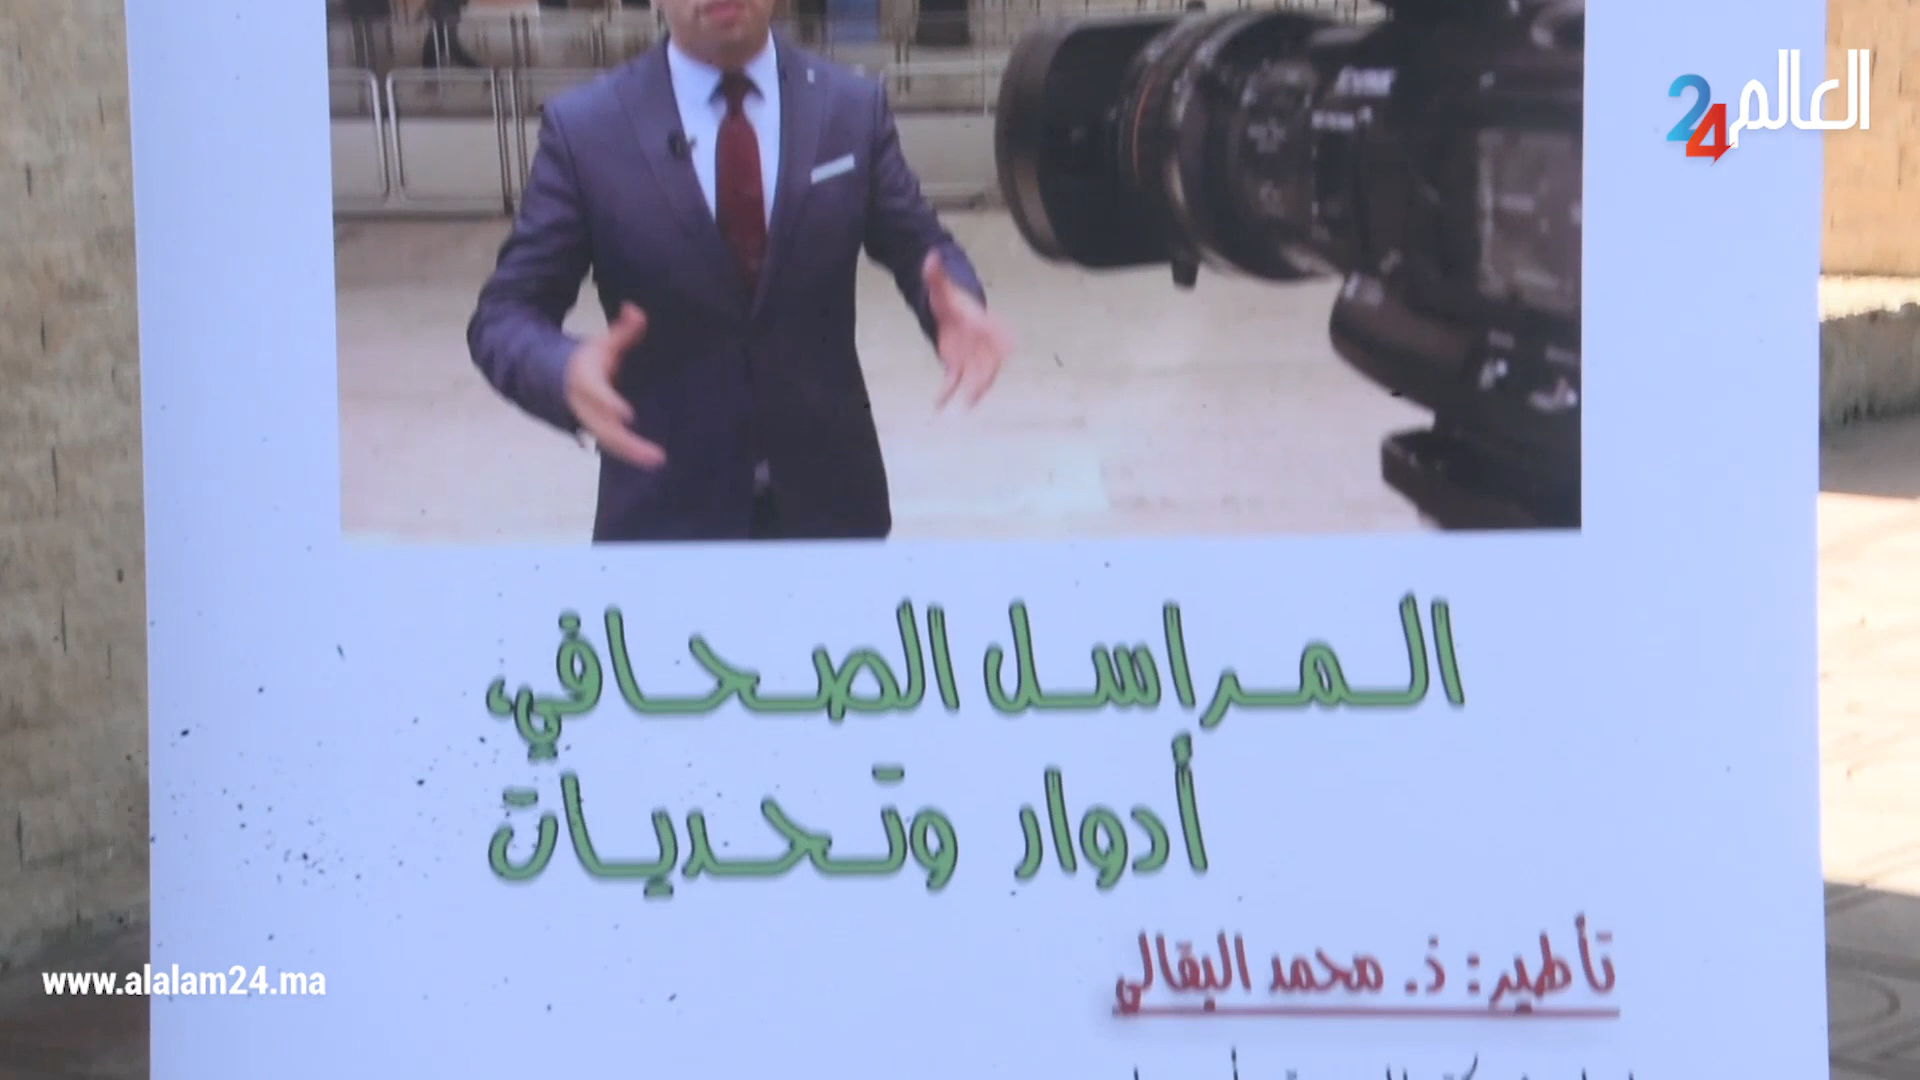 العالم 24
المراسل الصحافي،
أدوار وتحديات
تأطير: ذ. محمد البقالي
www.alalam24.ma